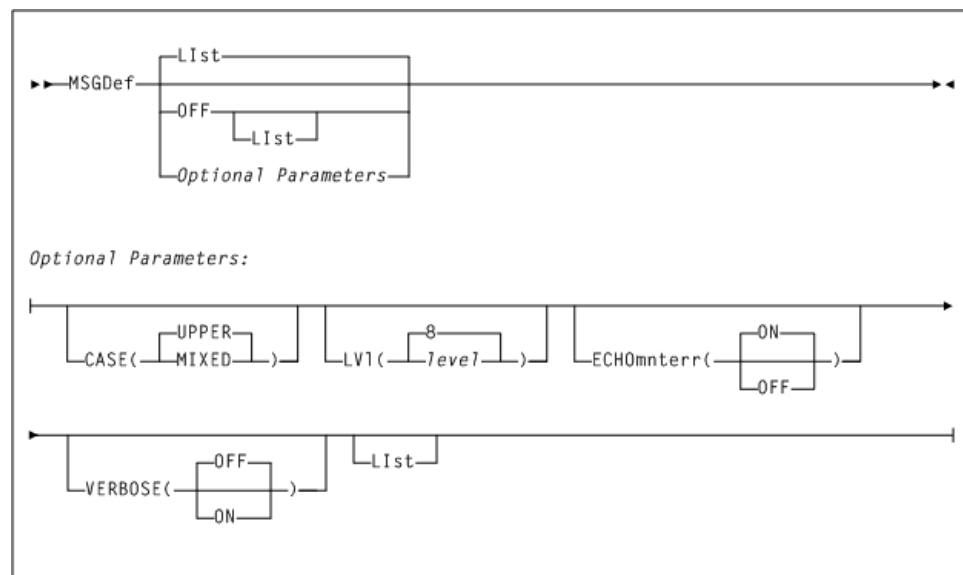 LIst
MSGDef
OFF
LIst
Optional Parameters
Optional Parameters:
UPPER
ON
CASE( MIXED ) LVl( 8 level ) ECHOmnterr( )
OFF
OFF
VERBOSE( ) LIst
ON